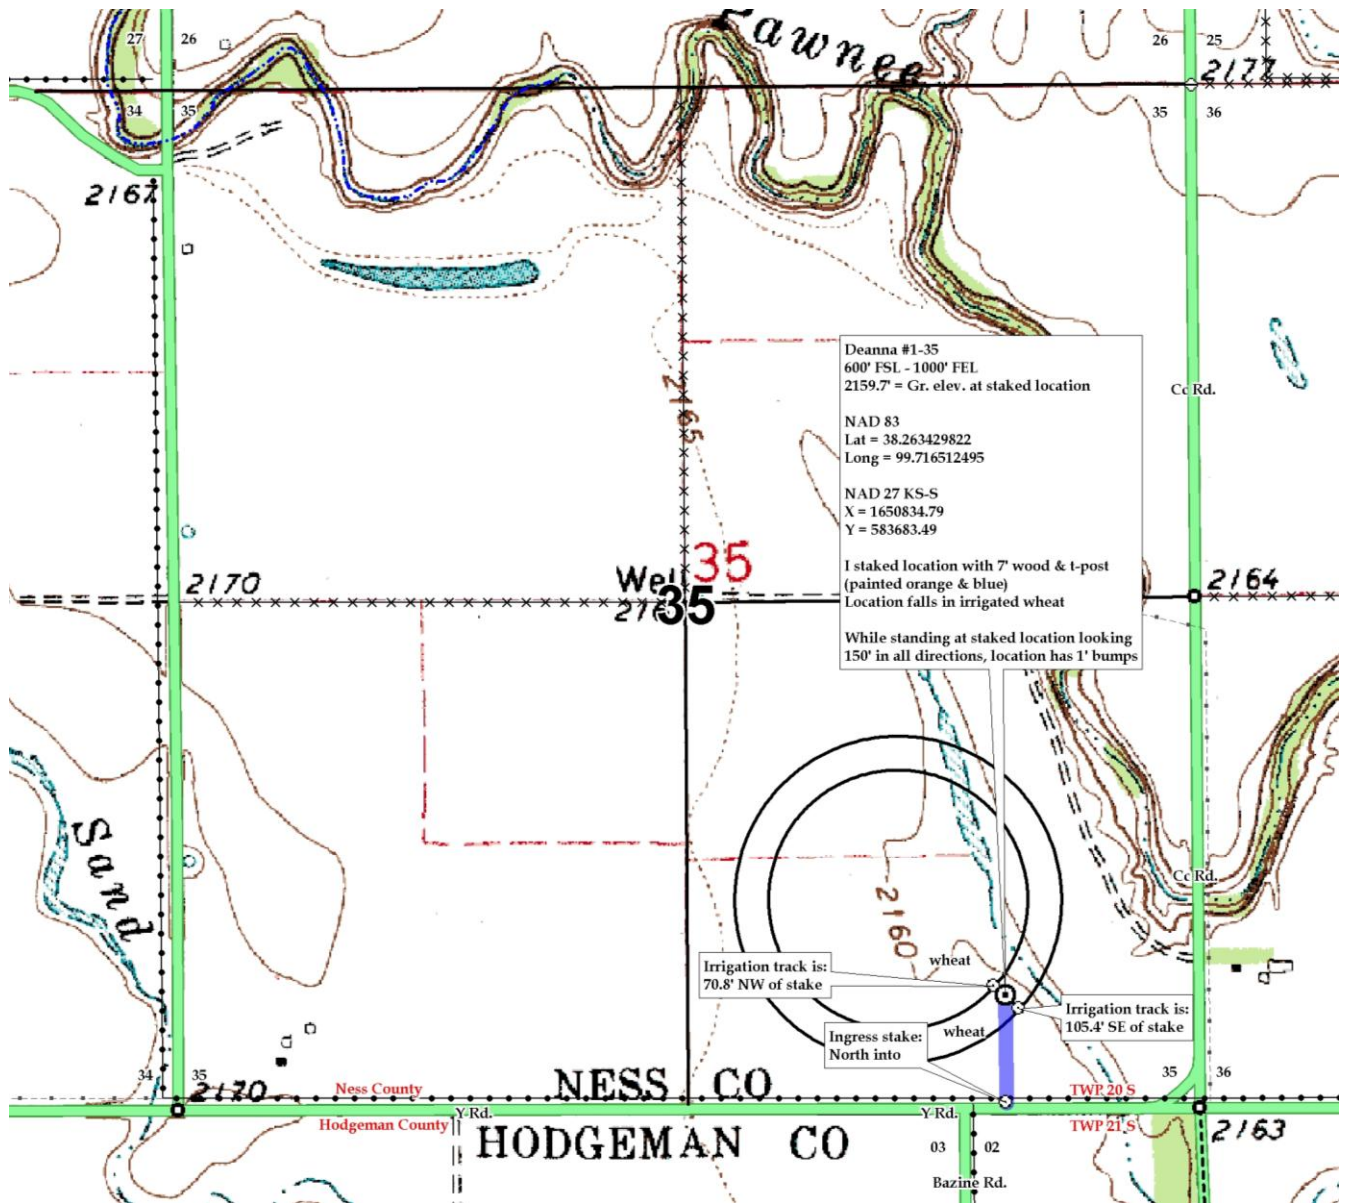 Pawnee
27
26
26
25
2177
34
35
35
36
2167
2165
Deanna #1-35
600' FSL - 1000' FEL
2159.7' = Gr. elev. at staked location
NAD 83
Lat = 38.263429822
Long = 99.716512495
NAD 27 KS-S
X = 1650834.79
Y = 583683.49
I staked location with 7' wood & t-post
(painted orange & blue)
Location falls in irrigated wheat
While standing at staked location looking
150' in all directions, location has 1' bumps
Cc Rd.
35
2170
35
2164
Sand
Cc Rd.
2160
wheat
Irrigation track is:
70.8' NW of stake
Irrigation track is:
105.4' SE of stake
Ingress stake:
North into
wheat
34
35
2170
Ness County
NESS CO
TWP 20 S
35
36
Y Rd.
Y Rd.
Hodgeman County
HODGEMAN CO
TWP 21 S
2163
03
02
Bazine Rd.